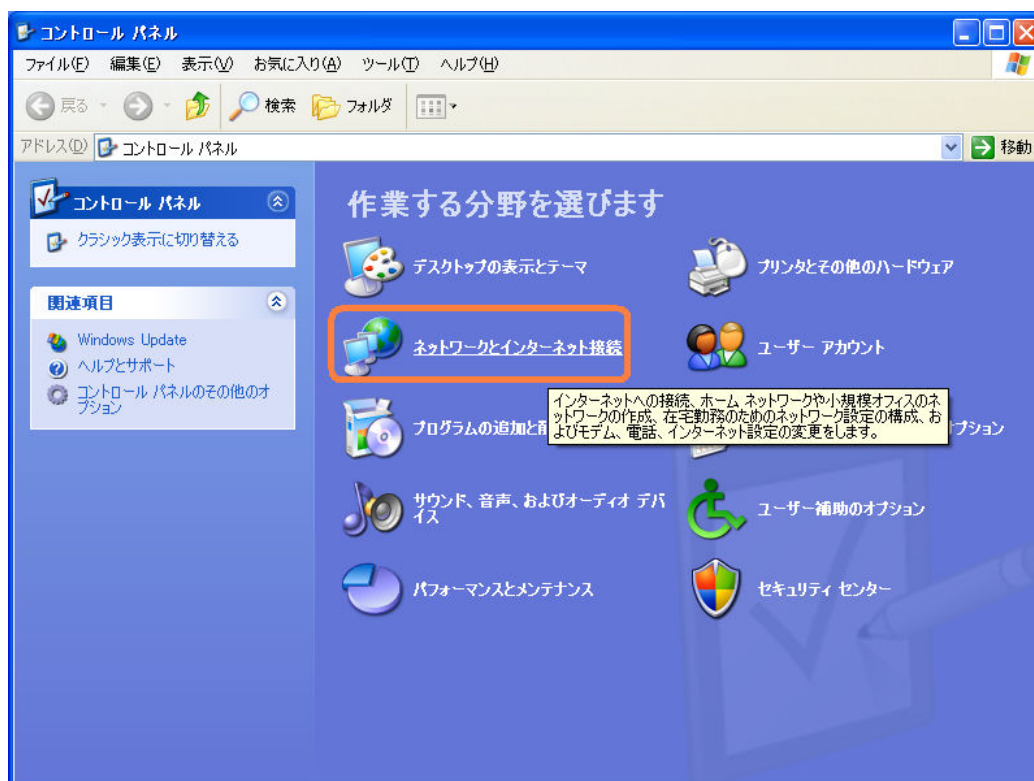 コントロール パネル
ファイル(F) 編集(E) 表示(V) お気に入り(A) ツール(T) ヘルプ(H)
戻る 検索 フォルダ
アドレス(D) コントロール パネル 移動
コントロール パネル
クラシック表示に切り替える
関連項目
Windows Update
ヘルプとサポート
コントロール パネルのその他のオ
プション
作業する分野を選びます
デスクトップの表示とテーマ
プリンタとその他のハードウェア
ネットワークとインターネット接続
ユーザー アカウント
インターネットへの接続、ホーム ネットワークや小規模オフィスのネ
ットワークの作成、在宅勤務のためのネットワーク設定の構成、お
よびモデム、電話、インターネット設定の変更をします。
プログラムの追加と
プション
サウンド、音声、およびオーディオ デバ
イス
ユーザー補助のオプション
パフォーマンスとメンテナンス
セキュリティ センター